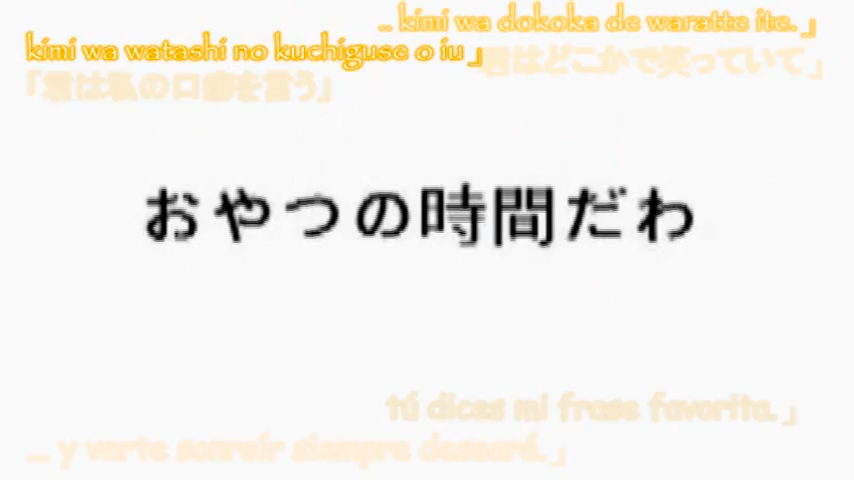 .. kimi wa dokoka de waratte ite.」
kimi wa watashi no kuchiguse o iu」
君はどこかで笑っていて」
「君は私の口癖を言う」
おやつの時間だわ
tú dices mi frase favorita.」
... y verte sonreír siempre desearé.」